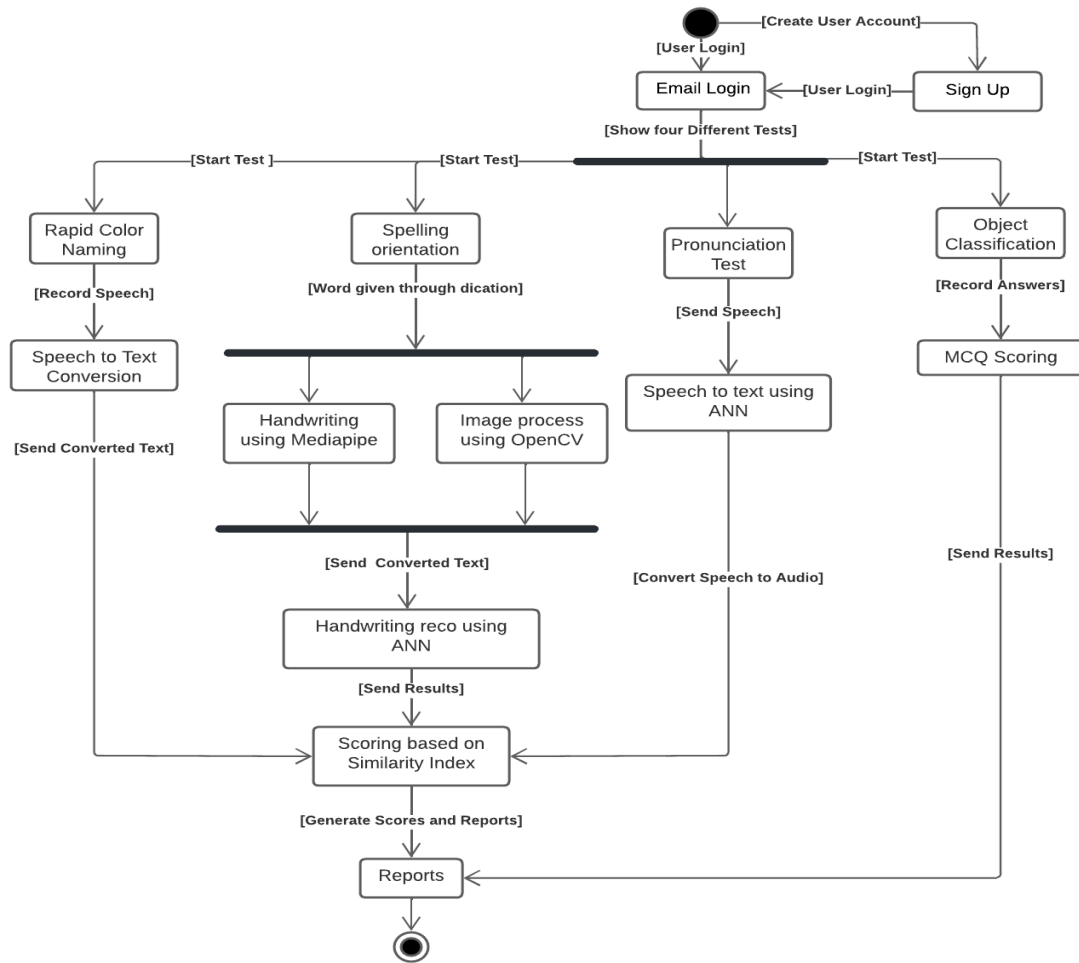 [Create User Account]
[User Login]
Email Login
[User Login]
Sign Up
[Show four Different Tests]
[Start Test ]
[Start Test]
[Start Test]
Rapid Color
Naming
Spelling
orientation
Pronunciation
Test
Object
Classification
[Record Speech]
[Word given through dication]
[Send Speech]
[Record Answers]
Speech to Text
Conversion
MCQ Scoring
Handwriting
using Mediapipe
Image process
using OpenCV
Speech to text using
ANN
[Send Converted Text]
[Send  Converted Text]
[Convert Speech to Audio]
[Send Results]
Handwriting reco using
ANN
[Send Results]
Scoring based on
Similarity Index
[Generate Scores and Reports]
Reports